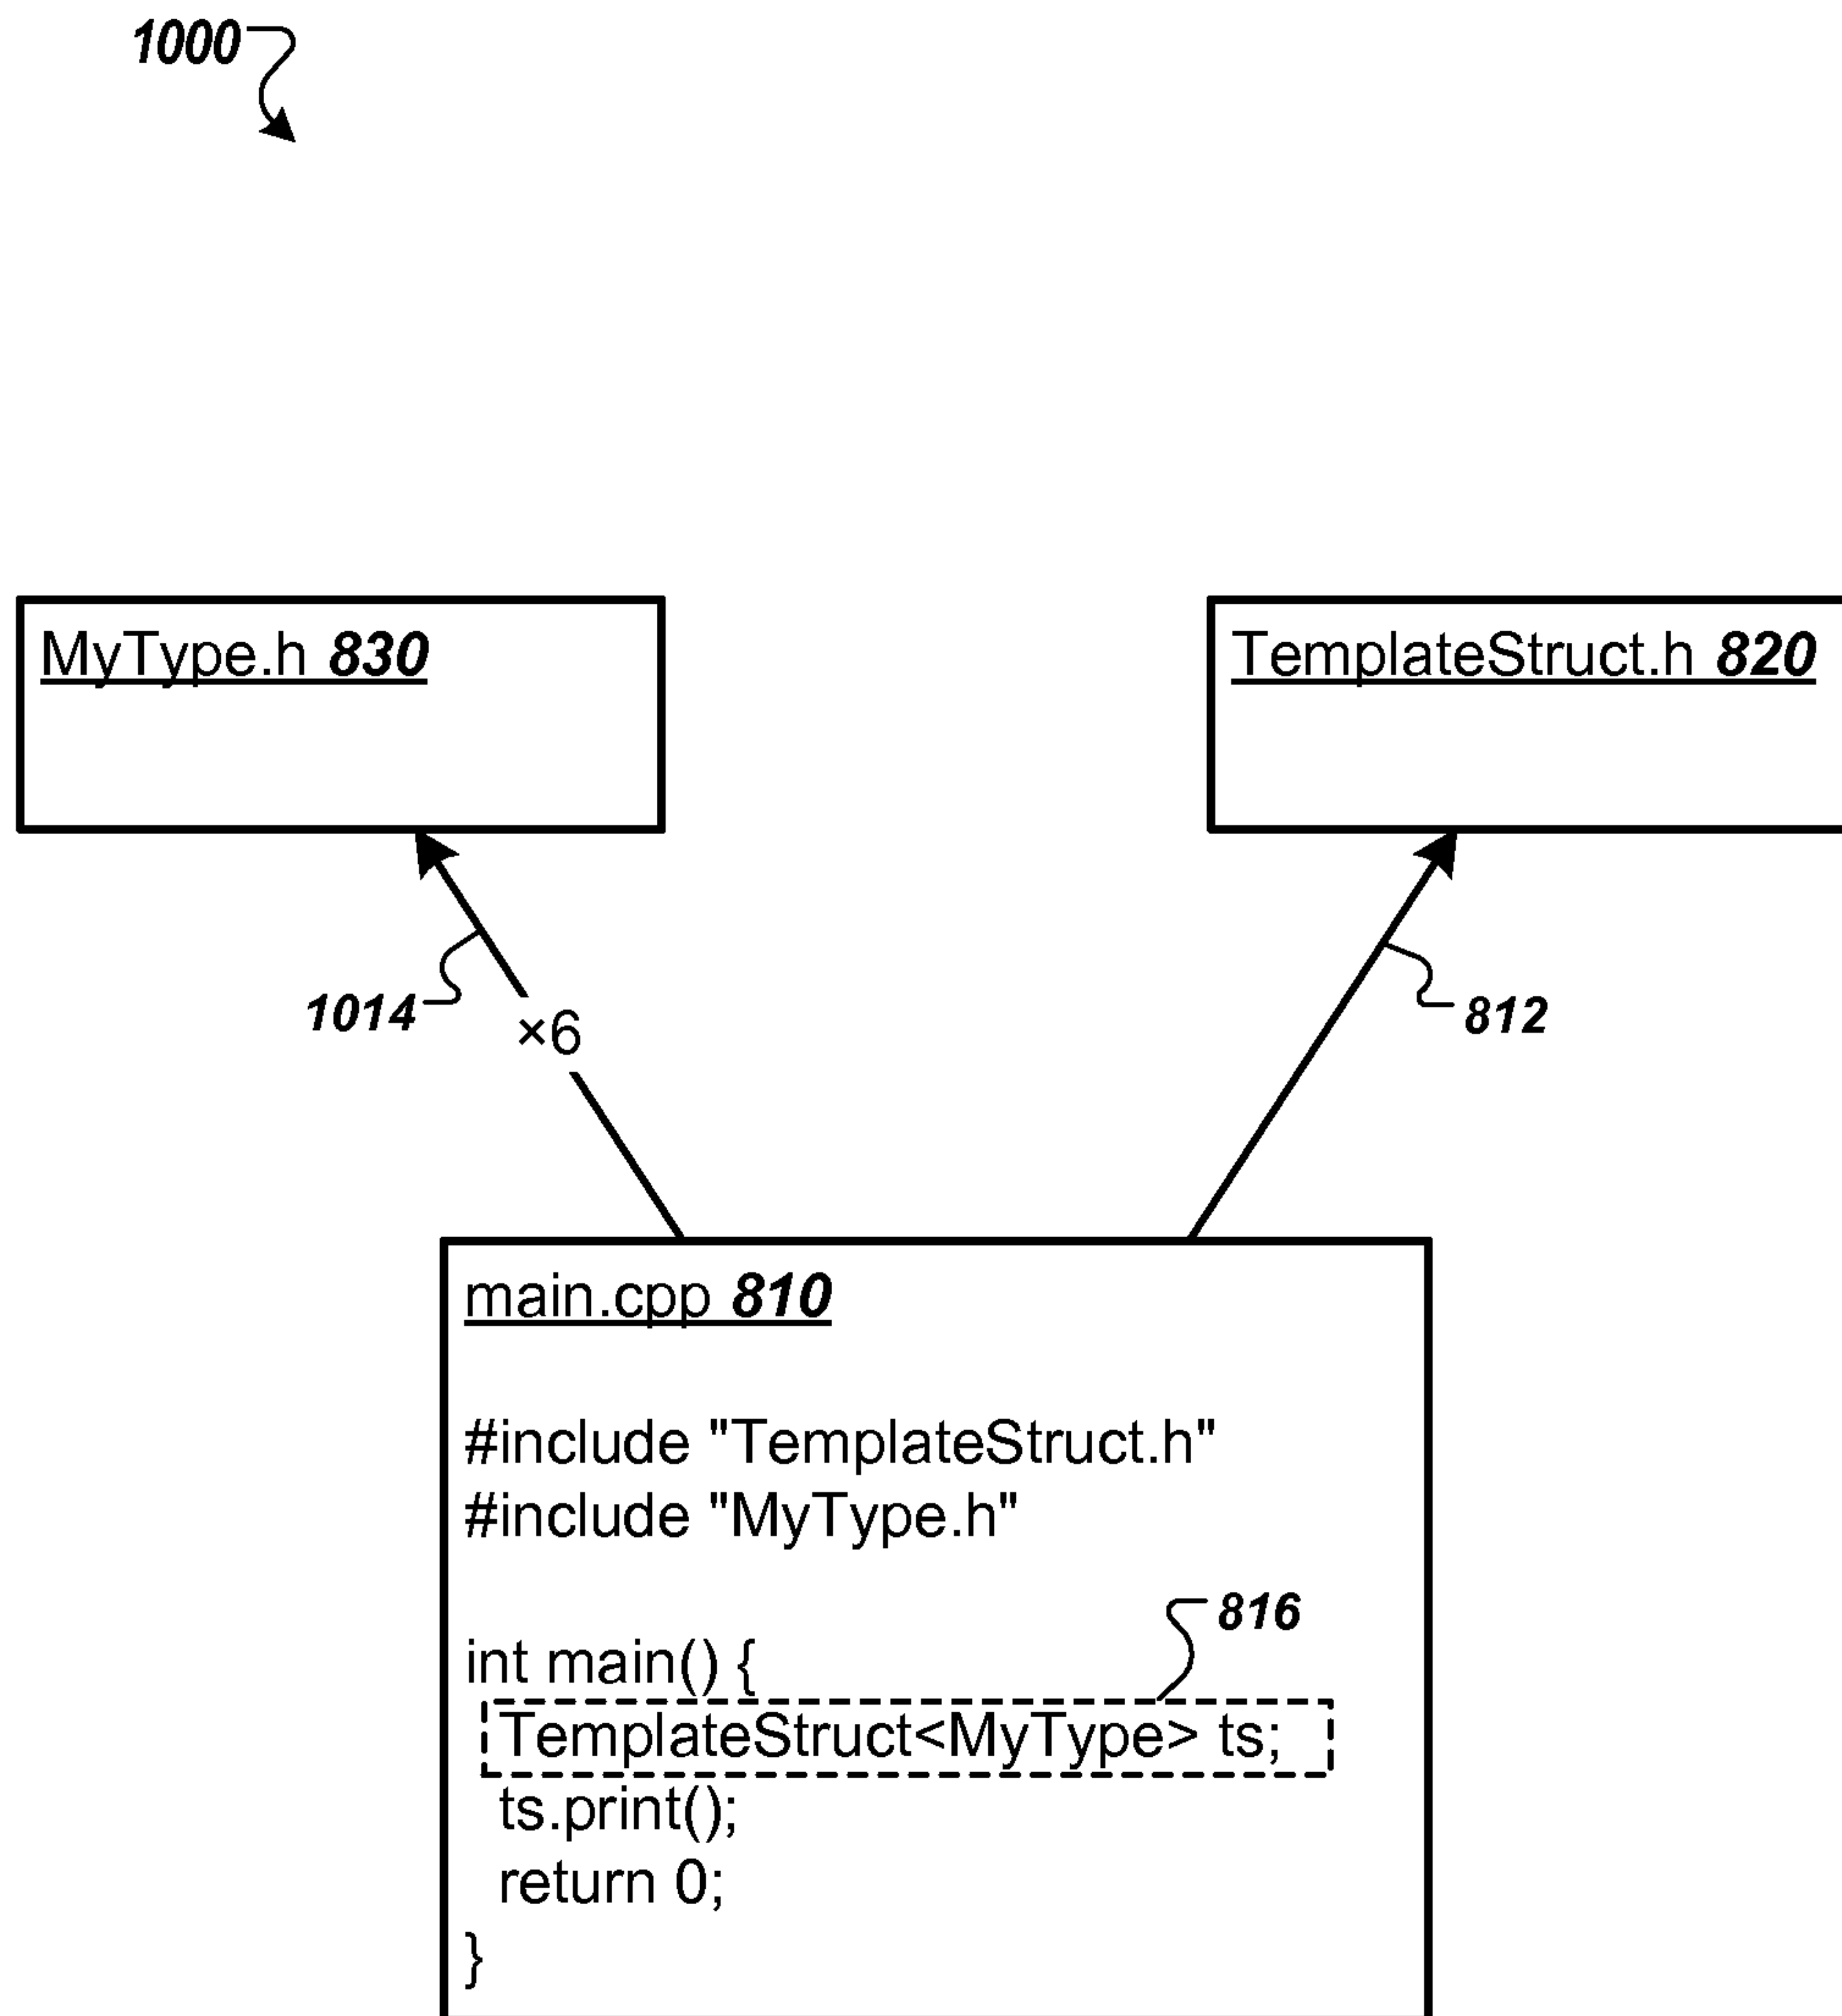 1000
MyType.h 830
TemplateStruct.h 820
1014
×6
812
main.cpp 810
#include "TemplateStruct.h"
#include "MyType.h"
816
int main() {
TemplateStruct<MyType> ts;
ts.print();
return 0;
}